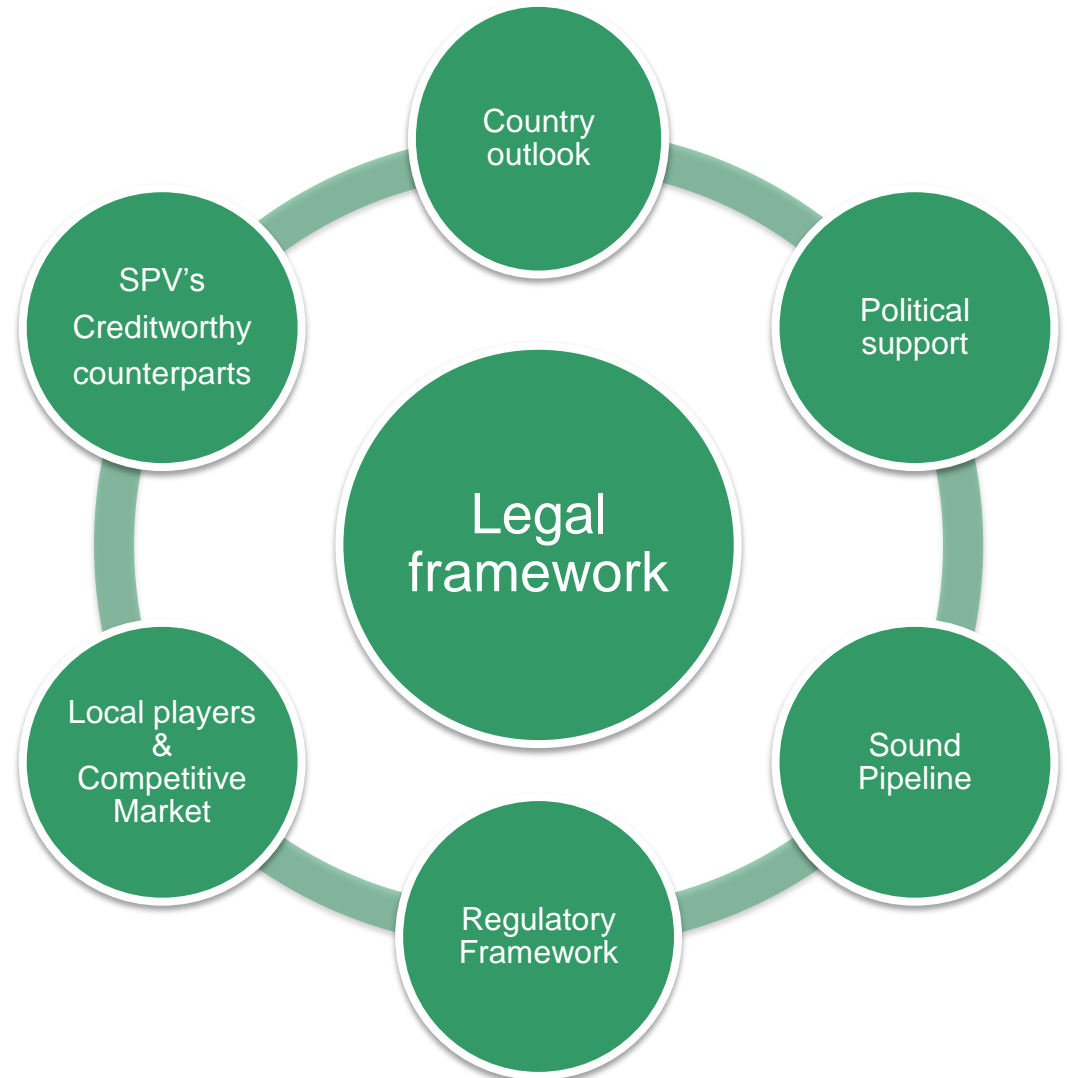 Country
outlook
Political
support
Sound
Pipeline
Regulatory
Framework
Local players
&
Competitive
Market
SPV’s
Creditworthy
counterparts
Legal
framework